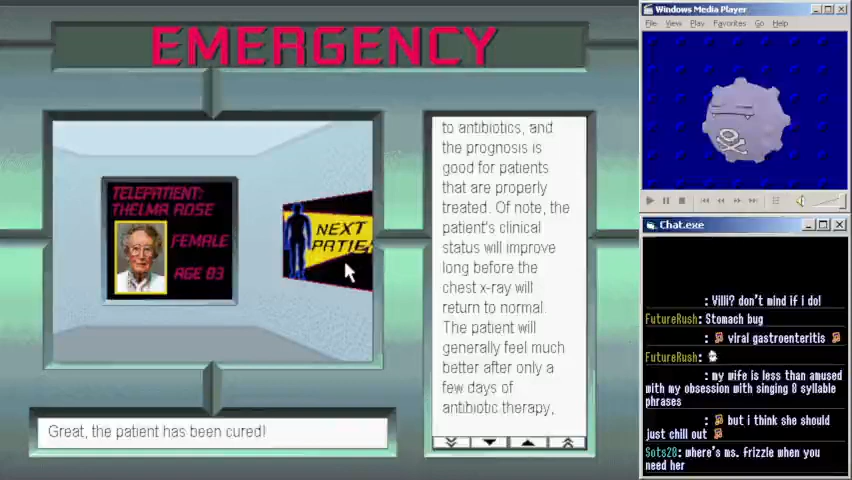 EMERGENCY
TELEPATIENT:
THELMA ROSE
FEMALE
AGE 83
NEXT
PATIE
to antibiotics, and
the prognosis is
good for patients
that are properly
treated. Of note, the
patient's clinical
status will improve
long before the
chest x-ray will
return to normal.
The patient will
generally feel much
better after only a
few days of
antibiotic therapy,
Great, the patient has been cured!
Windows Media Player
File View Play Favorites Go Help
Chat.exe
: Villi? don't mind if i do!
FutureRush: Stomach bug
: viral gastroenteritis
FutureRush:
: my wife is less than amused
with my obsession with singing 8 syllable
phrases
: but i think she should
just chill out
Sots28: where's ms. frizzle when you
need her